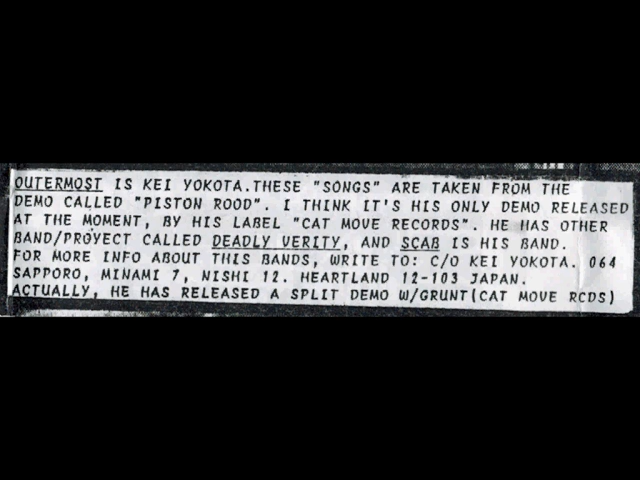 OUTERMOST IS KEI YOKOTA.THESE "SONGS" ARE TAKEN FROM THE
DEMO CALLED "PISTON ROOD". I THINK IT'S HIS ONLY DEMO RELEASED
AT THE MOMENT, BY HIS LABEL "CAT MOVE RECORDS". HE HAS OTHER
BAND/PROYECT CALLED DEADLY VERITY, AND SCAB IS HIS BAND.
FOR MORE INFO ABOUT THIS BANDS, WRITE TO: C/O KEI YOKOTA. 064
SAPPORO, MINAMI 7, NISHI 12. HEARTLAND 12-103 JAPAN.
ACTUALLY, HE HAS RELEASED A SPLIT DEMO W/GRUNT(CAT MOVE RCDS)